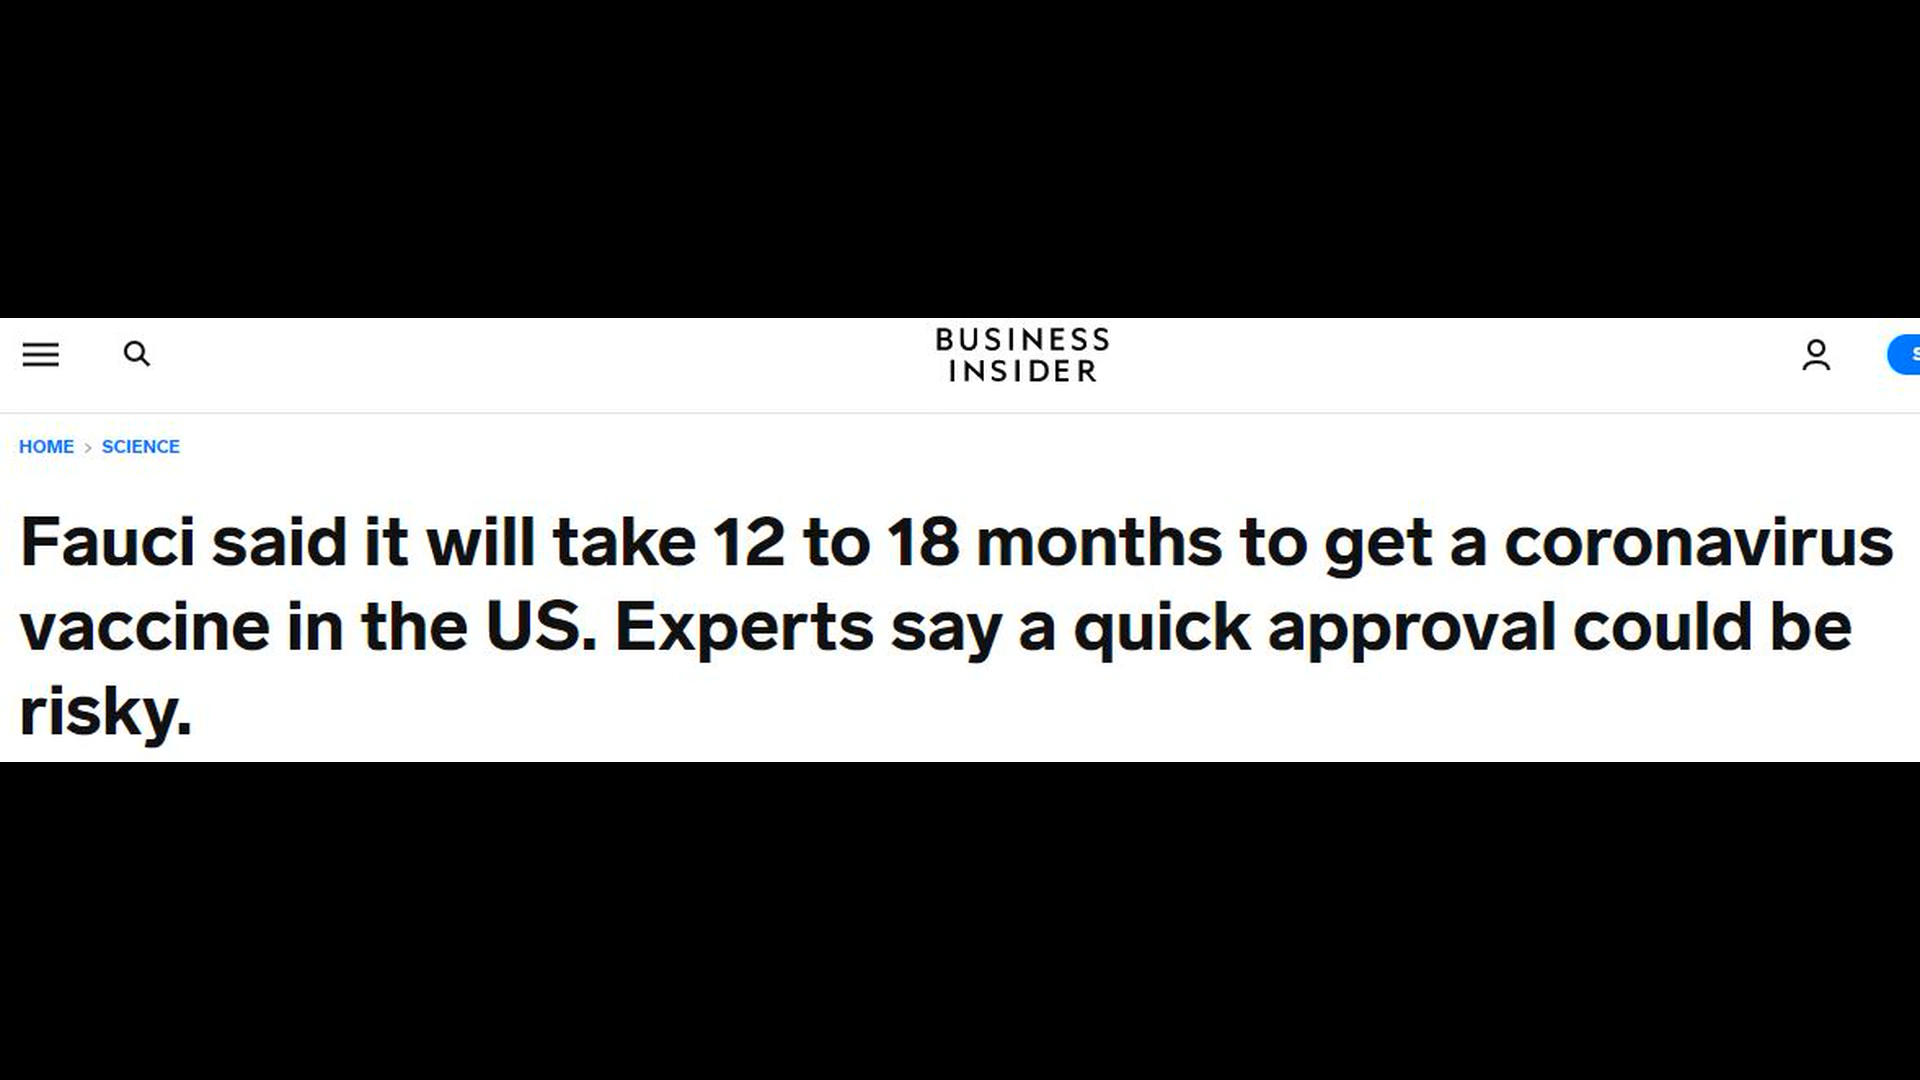 BUSINESS
INSIDER
HOME > SCIENCE
Fauci said it will take 12 to 18 months to get a coronavirus
vaccine in the US. Experts say a quick approval could be
risky.